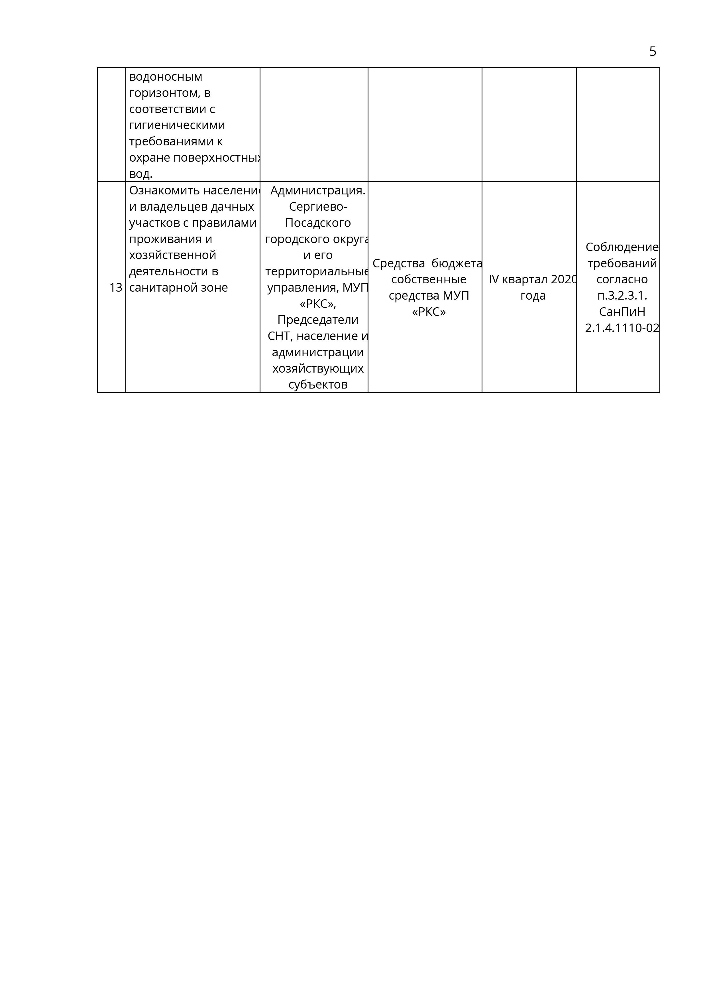 5
водоносным
горизонтом, в
соответствии с
гигиеническими
требованиями к
охране поверхностных
вод.
13
Ознакомить население
и владельцев дачных
участков с правилами
проживания и
хозяйственной
деятельности в
санитарной зоне
Администрация.
Сергиево-
Посадского
городского округа
и его
территориальные
управления, МУП
«РКС»,
Председатели
СНТ, население и
администрации
хозяйствующих
субъектов
Средства  бюджета
собственные
средства МУП
«РКС»
IV квартал 2020
года
Соблюдение
требований
согласно
п.3.2.3.1.
СанПиН
2.1.4.1110-02